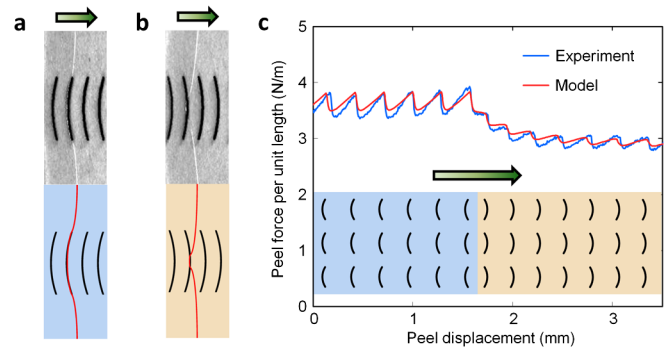 a
b
c
Peel force per unit length (N/m)
5
4
3
2
1
0
Experiment
Model
0
1
2
3
Peel displacement (mm)